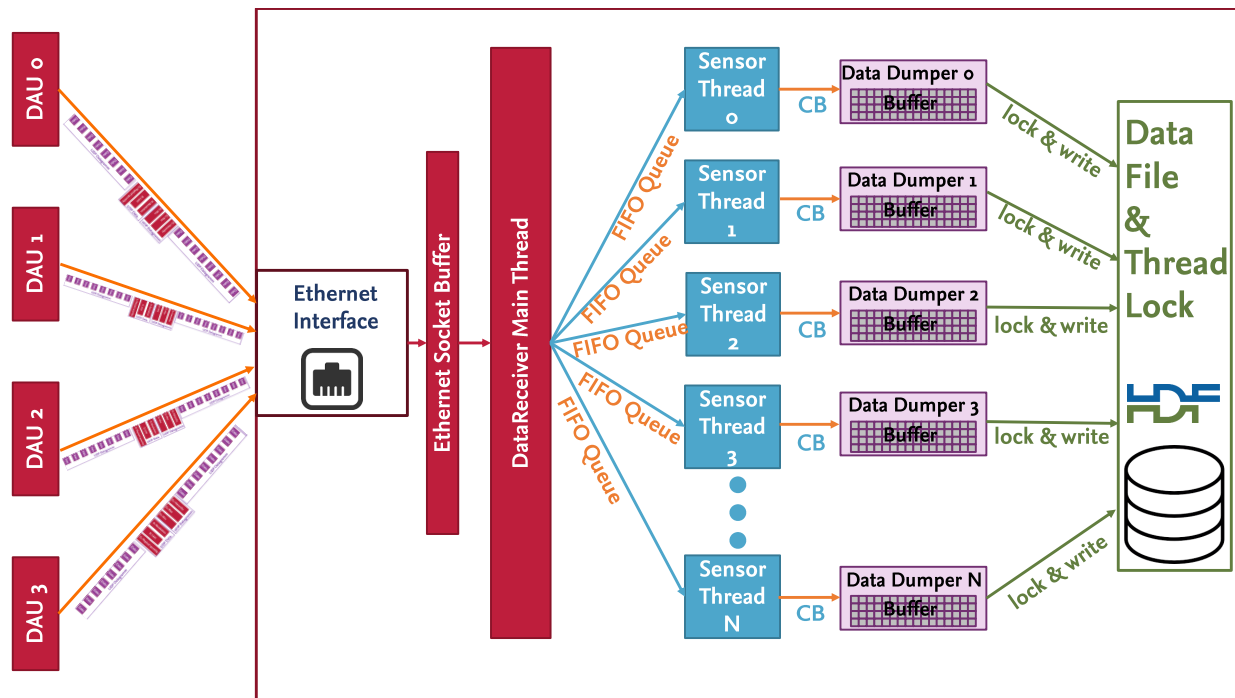 DAU 0
DAU 1
DAU 2
DAU 3
Ethernet
Interface
Ethernet Socket Buffer
DataReceiver Main Thread
FIFO Queue
FIFO Queue
FIFO Queue
FIFO Queue
FIFO Queue
Sensor
Thread
0
CB
Data Dumper 0
Buffer
lock & write
Sensor
Thread
1
CB
Data Dumper 1
Buffer
lock & write
Sensor
Thread
2
CB
Data Dumper 2
Buffer
lock & write
Sensor
Thread
3
CB
Data Dumper 3
Buffer
lock & write
Sensor
Thread
N
CB
Data Dumper N
Buffer
lock & write
Data
File
&
Thread
Lock
HDF